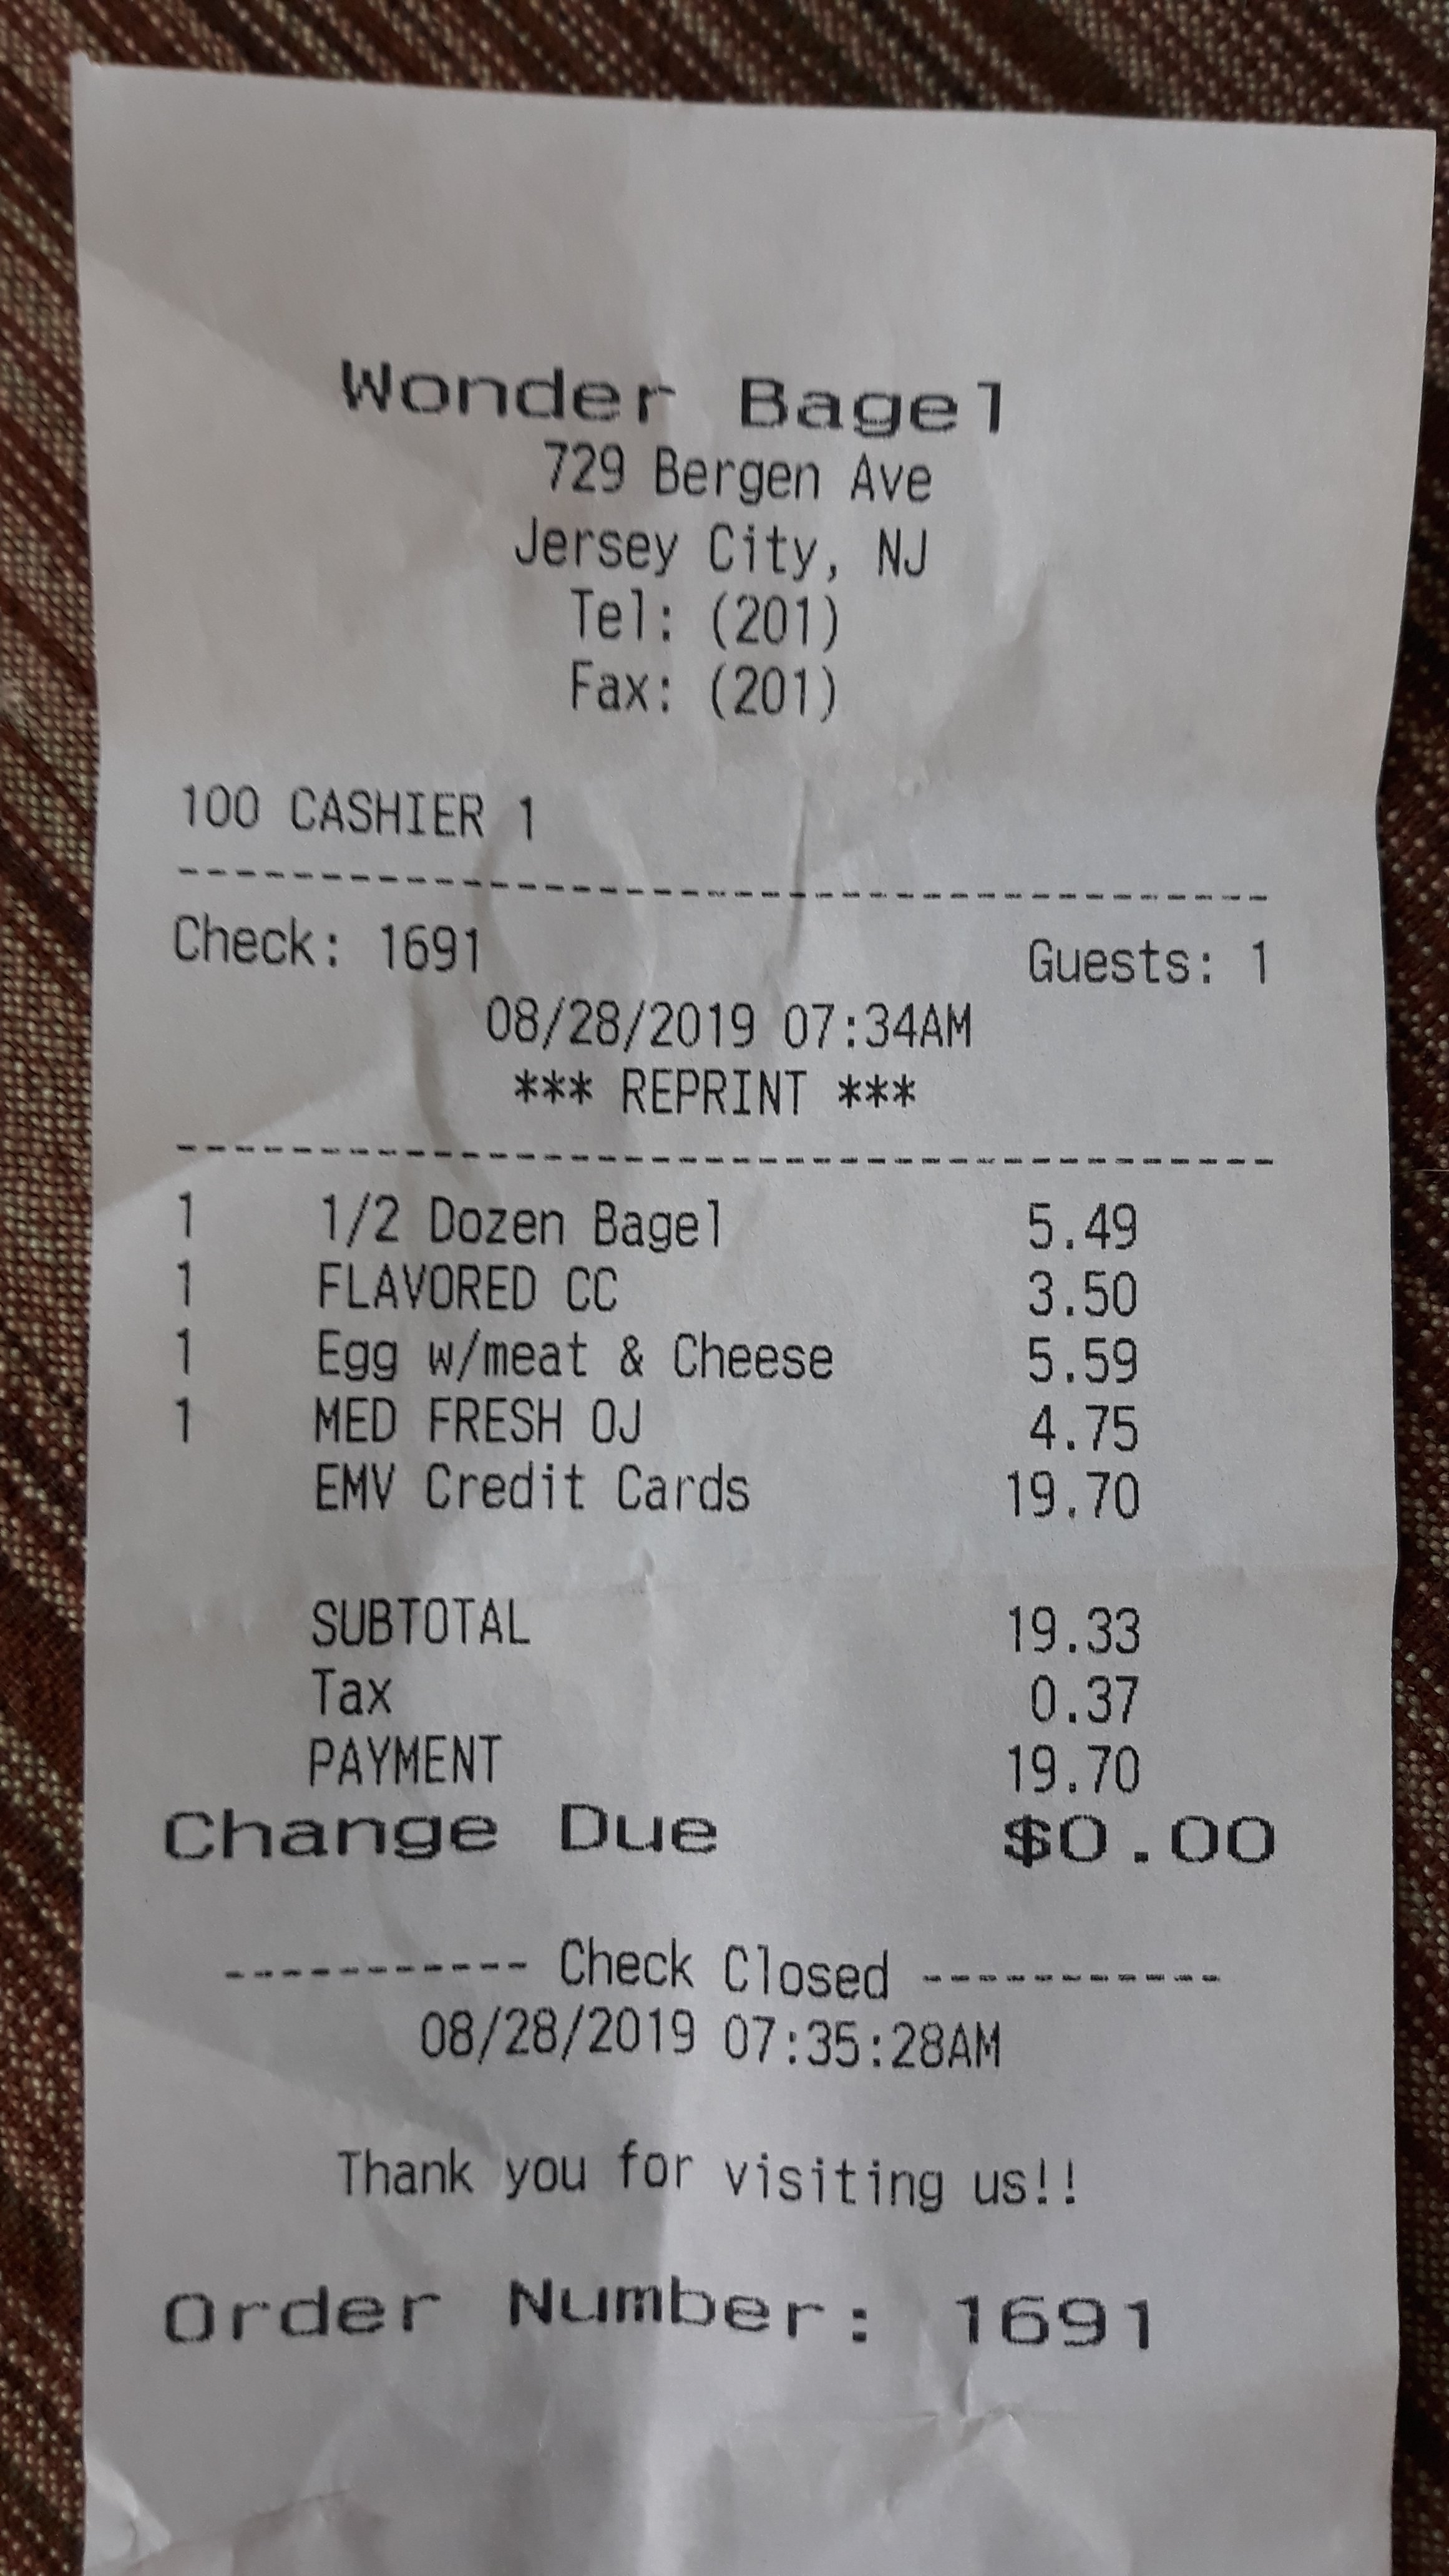 Wonder Bagel
729 Bergen Ave
Jersey City, NJ
Tel: (201)
Fax: (201)
100 CASHIER 1
----------------------------------------
Check: 1691 Guests: 1
08/28/2019 07:34AM
*** REPRINT ***
----------------------------------------
1 1/2 Dozen Bagel 5.49
1 FLAVORED CC 3.50
1 Egg w/meat & Cheese 5.59
1 MED FRESH OJ 4.75
EMV Credit Cards 19.70
SUBTOTAL 19.33
Tax 0.37
PAYMENT 19.70
Change Due $0.00
----------- Check Closed -----------
08/28/2019 07:35:28AM
Thank you for visiting us!!
Order Number: 1691